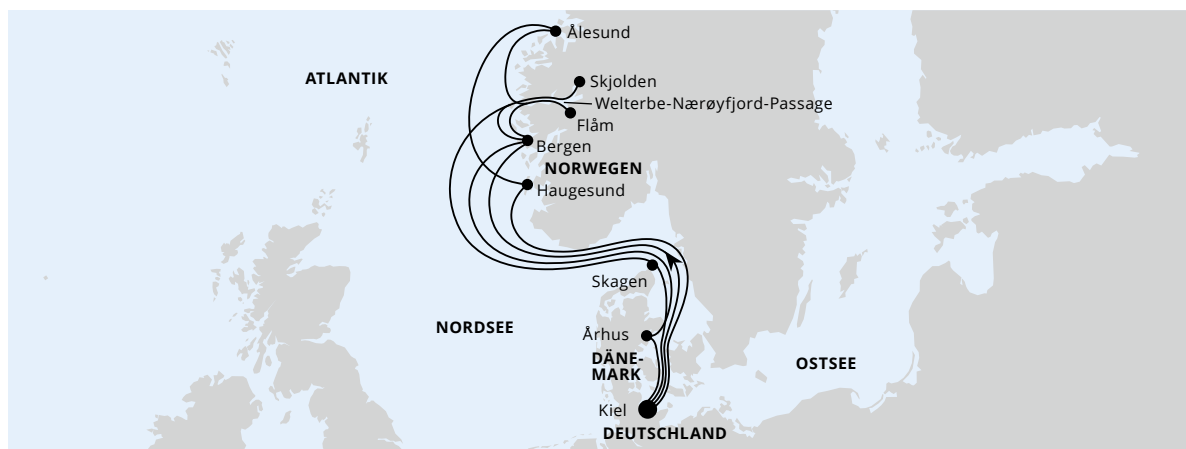 Ålesund
ATLANTIK
Skjolden
Welterbe-Nærøyfjord-Passage
Flåm
Bergen
NORWEGEN
Haugesund
Skagen
NORDSEE
Århus
DÄNE-
MARK
OSTSEE
Kiel
DEUTSCHLAND